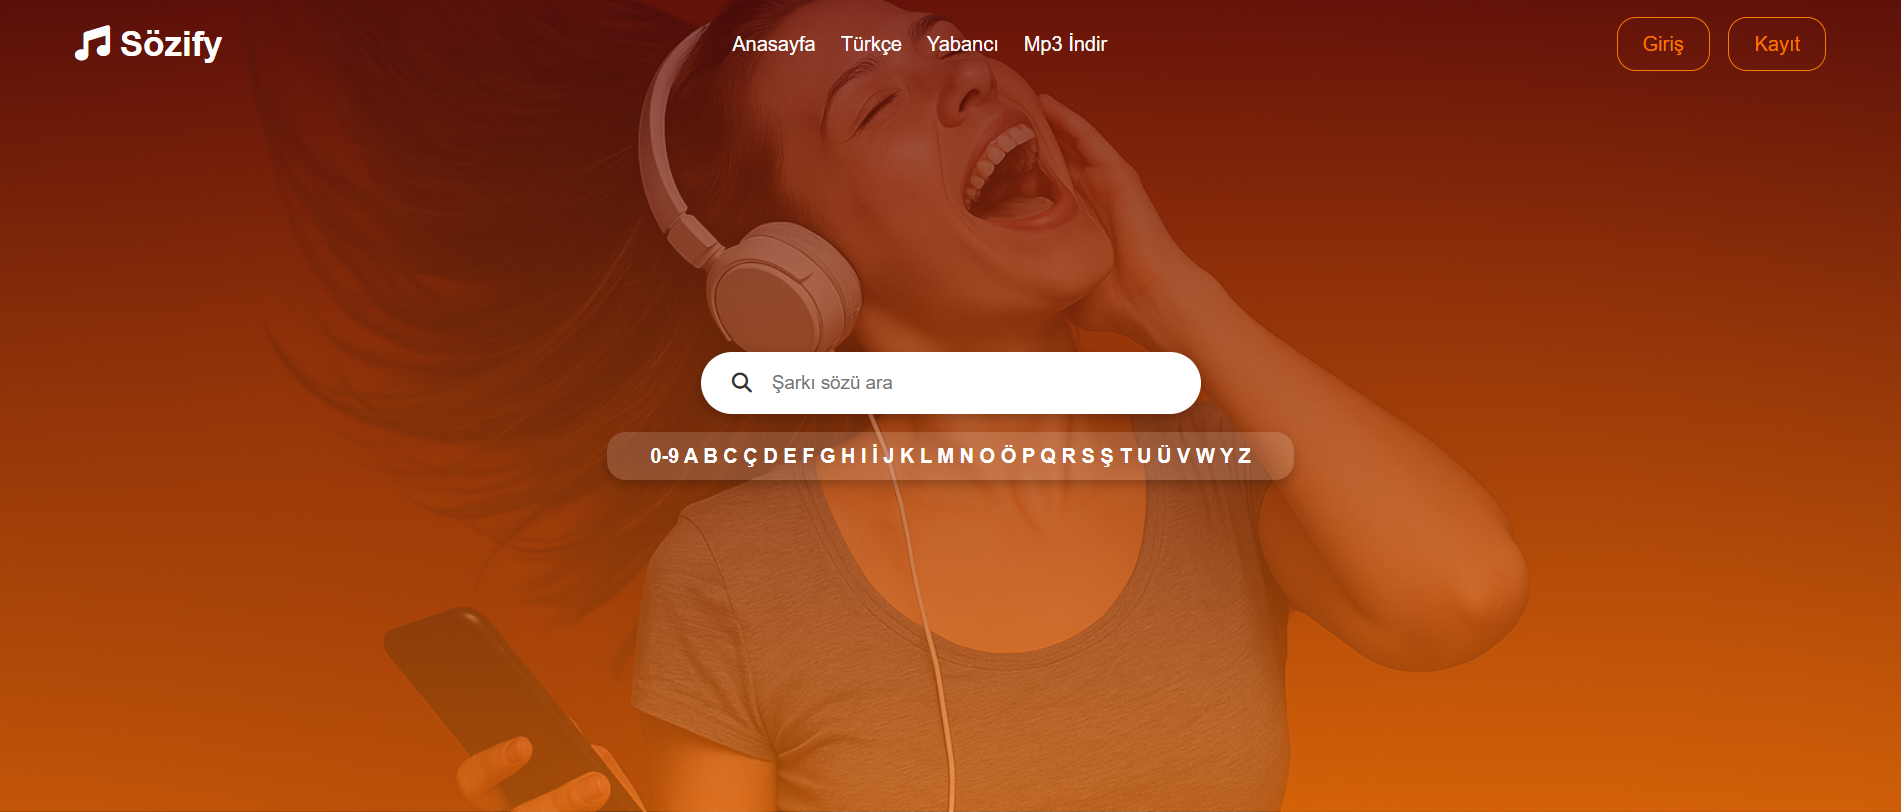 Sözify
Anasayfa Türkçe Yabancı Mp3 İndir
Giriş Kayıt
Şarkı sözü ara
0-9 A B C Ç D E F G H I İ J K L M N O Ö P Q R S Ş T U Ü V W Y Z